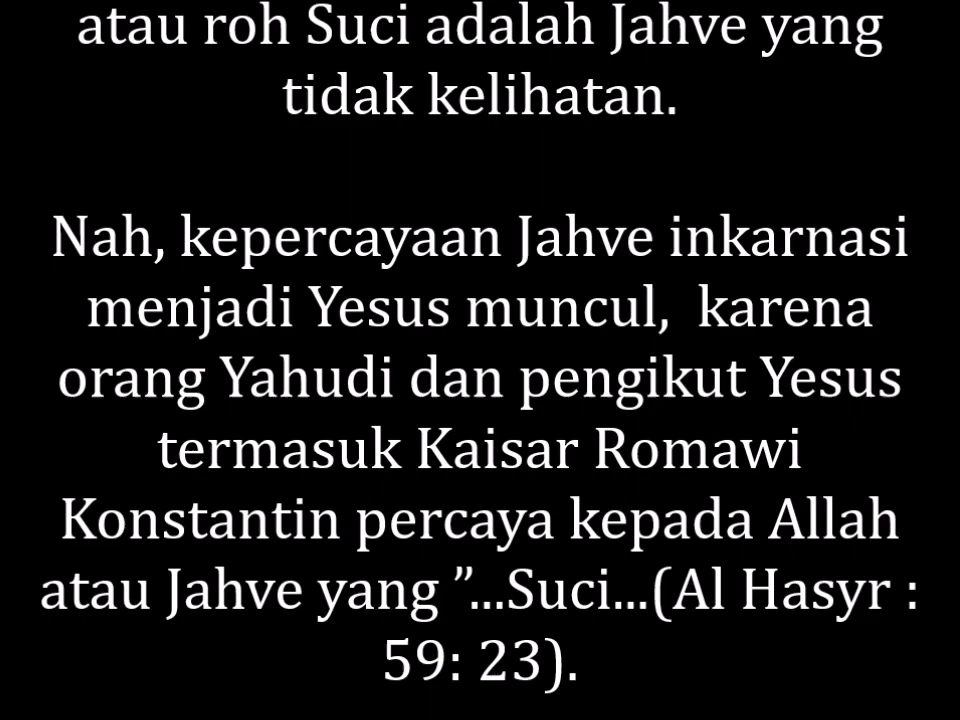 atau roh Suci adalah Jahve yang
tidak kelihatan.
Nah, kepercayaan Jahve inkarnasi
menjadi Yesus muncul,  karena
orang Yahudi dan pengikut Yesus
termasuk Kaisar Romawi
Konstantin percaya kepada Allah
atau Jahve yang ”...Suci...(Al Hasyr :
59: 23).